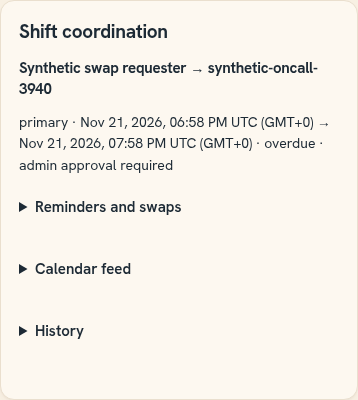 Shift coordination
Synthetic swap requester → synthetic-oncall-
3940
primary · Nov 21, 2026, 06:58 PM UTC (GMT+0) →
Nov 21, 2026, 07:58 PM UTC (GMT+0) · overdue ·
admin approval required
▶ Reminders and swaps
▶ Calendar feed
▶ History